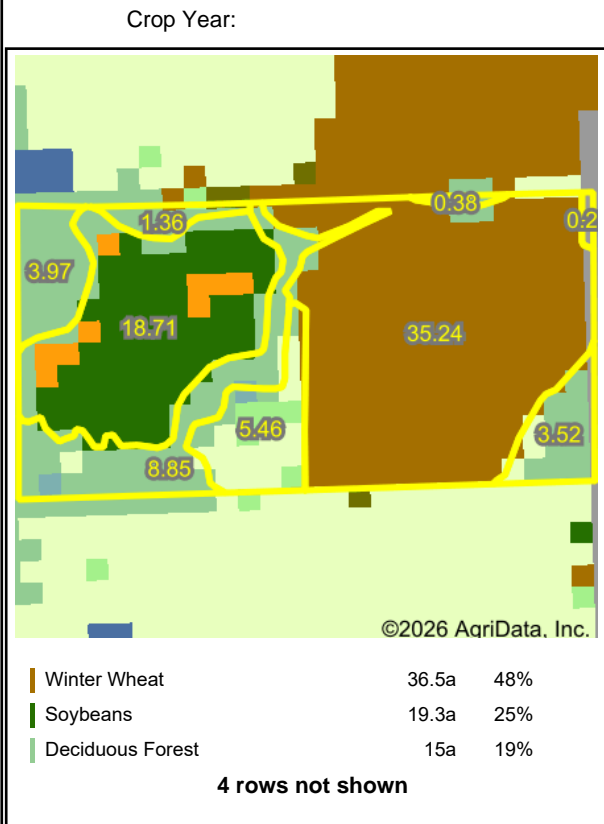 Crop Year:
1.36
0.38
0.2
3.97
18.71
35.24
5.46
3.52
8.85
©2026 AgriData, Inc.
Winter Wheat 36.5a 48%
Soybeans 19.3a 25%
Deciduous Forest 15a 19%
4 rows not shown